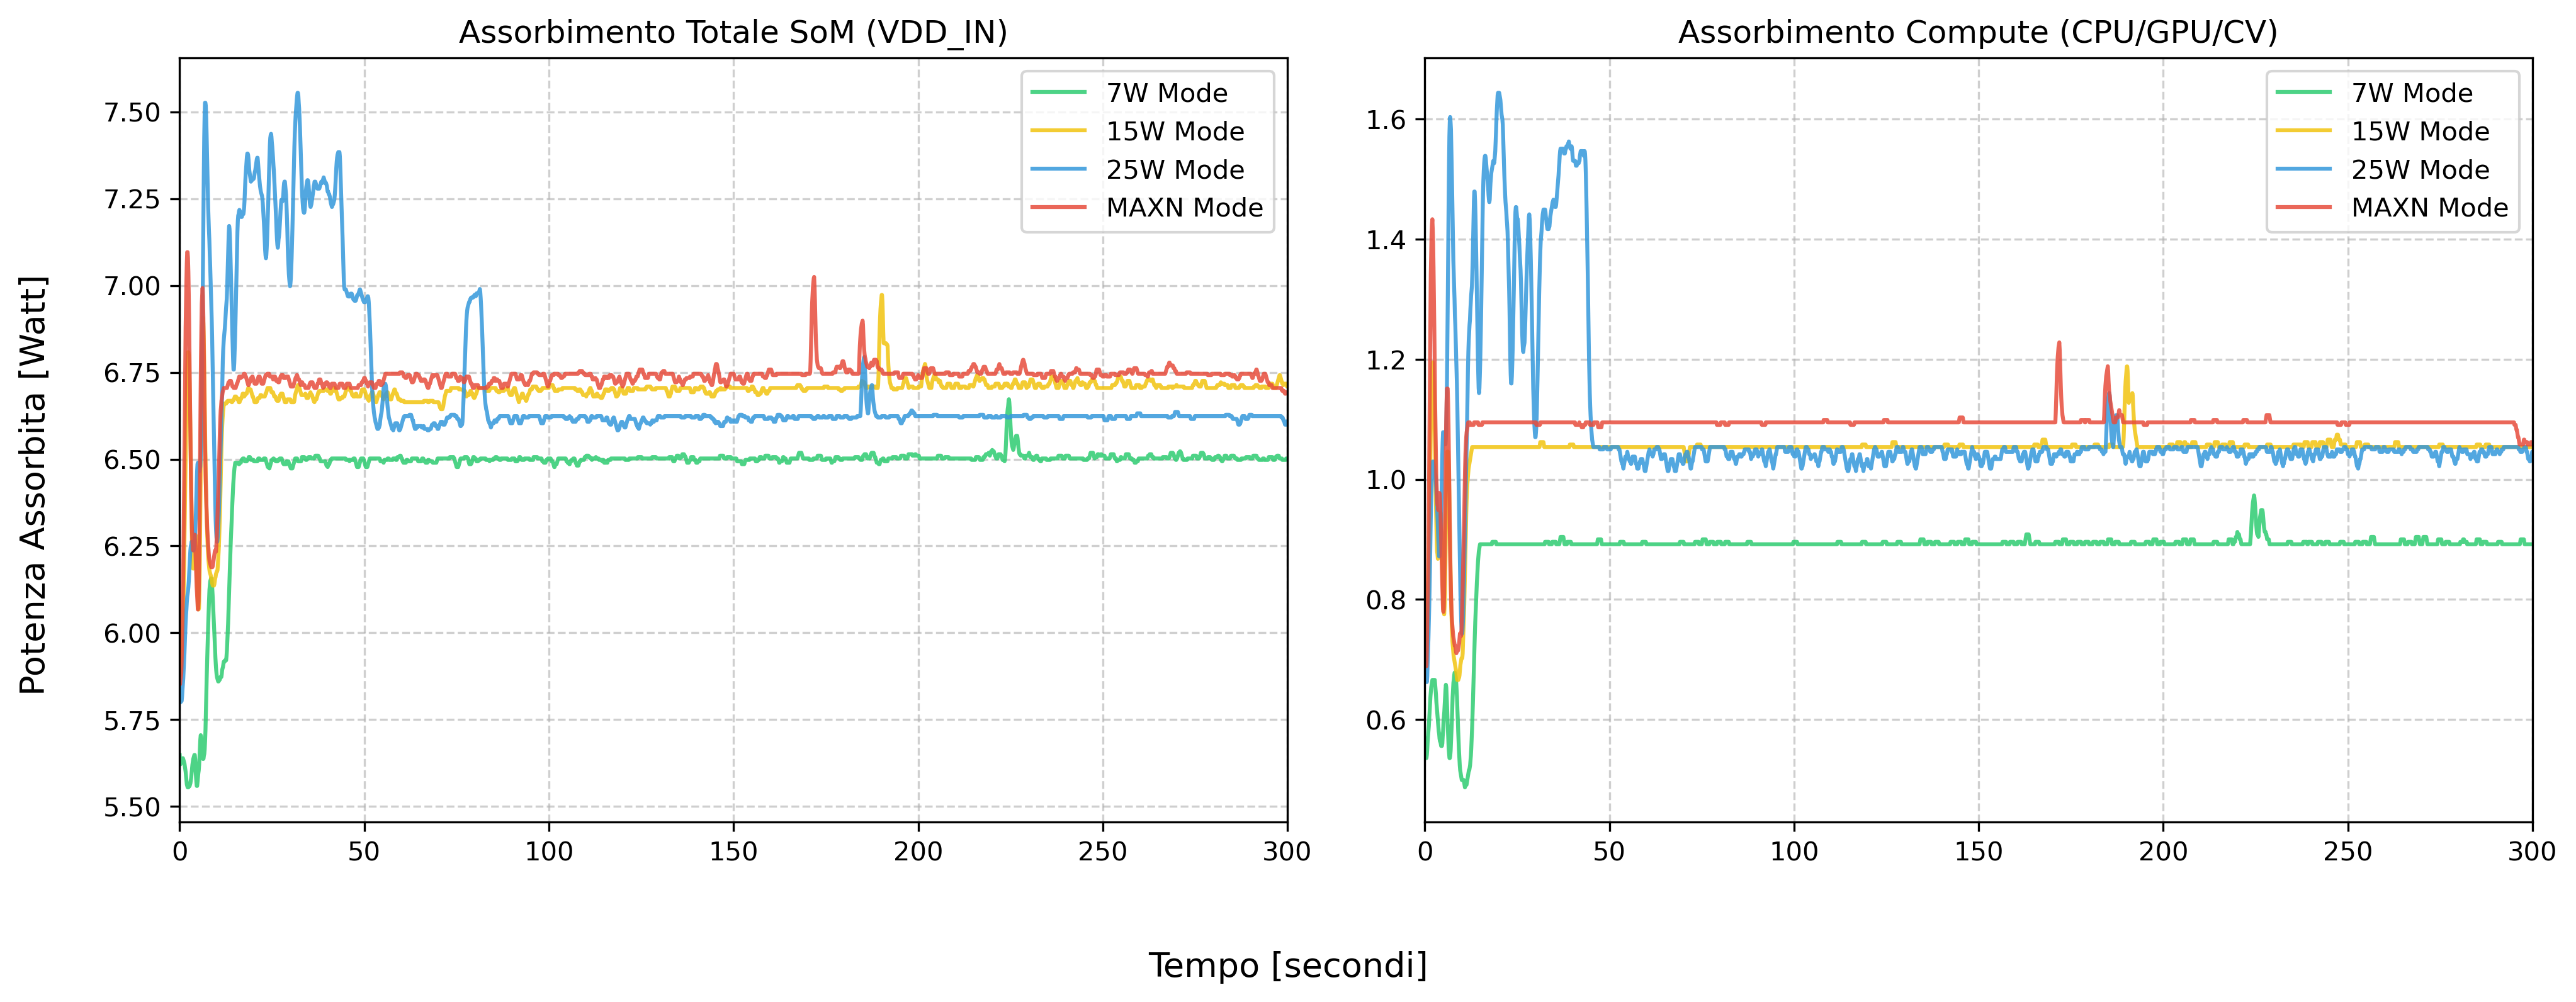 Assorbimento Totale SoM (VDD_IN)
7.50
7.25
7.00
6.75
6.50
6.25
6.00
5.75
5.50
0 50 100 150 200 250 300
7W Mode
15W Mode
25W Mode
MAXN Mode
Potenza Assorbita [Watt]
Assorbimento Compute (CPU/GPU/CV)
1.6
1.4
1.2
1.0
0.8
0.6
0 50 100 150 200 250 300
7W Mode
15W Mode
25W Mode
MAXN Mode
Tempo [secondi]